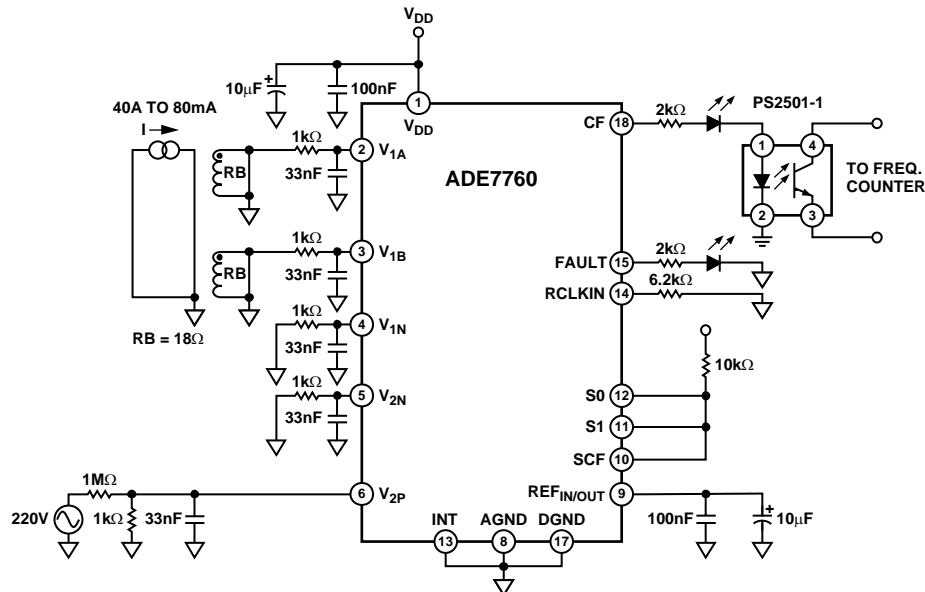 V_DD
10μF
+
100nF
40A TO 80mA
I
1
V_DD
1kΩ
2
V_1A
RB
33nF
ADE7760
CF
18
2kΩ
PS2501-1
1
4
2
3
TO FREQ.
COUNTER
1kΩ
3
V_1B
RB
33nF
FAULT
15
2kΩ
RCLKIN
14
6.2kΩ
1kΩ
4
V_1N
RB = 18Ω
33nF
10kΩ
1kΩ
5
V_2N
33nF
S0
12
S1
11
SCF
10
1MΩ
6
V_2P
REF_IN/OUT
9
220V
1kΩ
33nF
INT
AGND
DGND
13
8
17
100nF
+
10μF